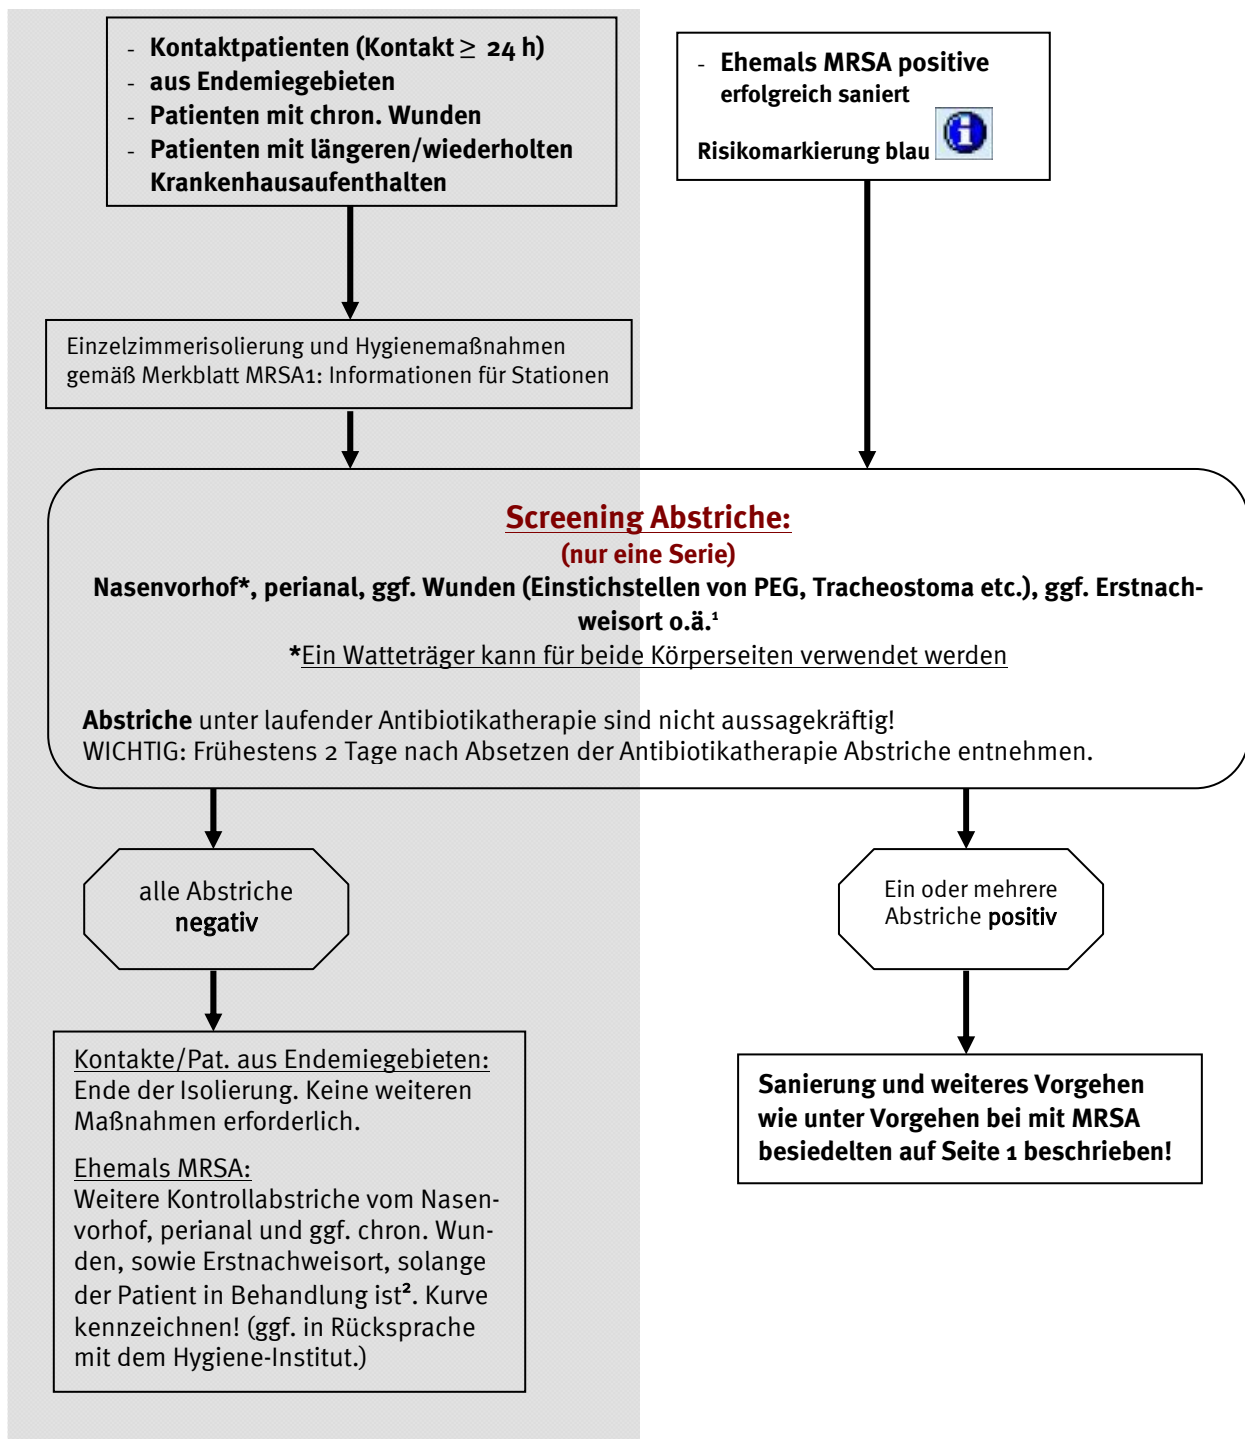 - Kontaktpatienten (Kontakt ≥ 24 h)
- aus Endemiegebieten
- Patienten mit chron. Wunden
- Patienten mit längeren/wiederholten
Krankenhausaufenthalten
- Ehemals MRSA positive
erfolgreich saniert
Risikomarkierung blau
Einzelzimmerisolierung und Hygienemaßnahmen
gemäß Merkblatt MRSA1: Informationen für Stationen
Screening Abstriche:
(nur eine Serie)
Nasenvorhof*, perianal, ggf. Wunden (Einstichstellen von PEG, Tracheostoma etc.), ggf. Erstnach-
weisort o.ä.¹
*Ein Watteträger kann für beide Körperseiten verwendet werden
Abstriche unter laufender Antibiotikatherapie sind nicht aussagekräftig!
WICHTIG: Frühestens 2 Tage nach Absetzen der Antibiotikatherapie Abstriche entnehmen.
alle Abstriche
negativ
Ein oder mehrere
Abstriche positiv
Kontakte/Pat. aus Endemiegebieten:
Ende der Isolierung. Keine weiteren
Maßnahmen erforderlich.
Ehemals MRSA:
Weitere Kontrollabstriche vom Nasen-
vorhof, perianal und ggf. chron. Wun-
den, sowie Erstnachweisort, solange
der Patient in Behandlung ist². Kurve
kennzeichnen! (ggf. in Rücksprache
mit dem Hygiene-Institut.)
Sanierung und weiteres Vorgehen
wie unter Vorgehen bei mit MRSA
besiedelten auf Seite 1 beschrieben!